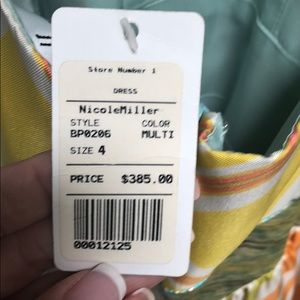 Store Number 1
DRESS
NicoleMiller
STYLE COLOR
BP0206 MULTI
SIZE 4
PRICE $385.00
00012125